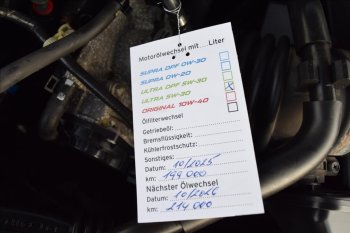 Motorölwechsel mit.....Liter
SUPRA DPF 0W-30
SUPRA 0W-20
ULTRA DPF 5W-30
ULTRA 5W-30
ORIGINAL 10W-40
Ölfilterwechsel
Getriebeöl:
Bremsflüssigkeit:
Kühlerfrostschutz:
Sonstiges:
Datum: 10/2025
km: 199 000
Nächster Ölwechsel
Datum: 10/2026
km: 214 000